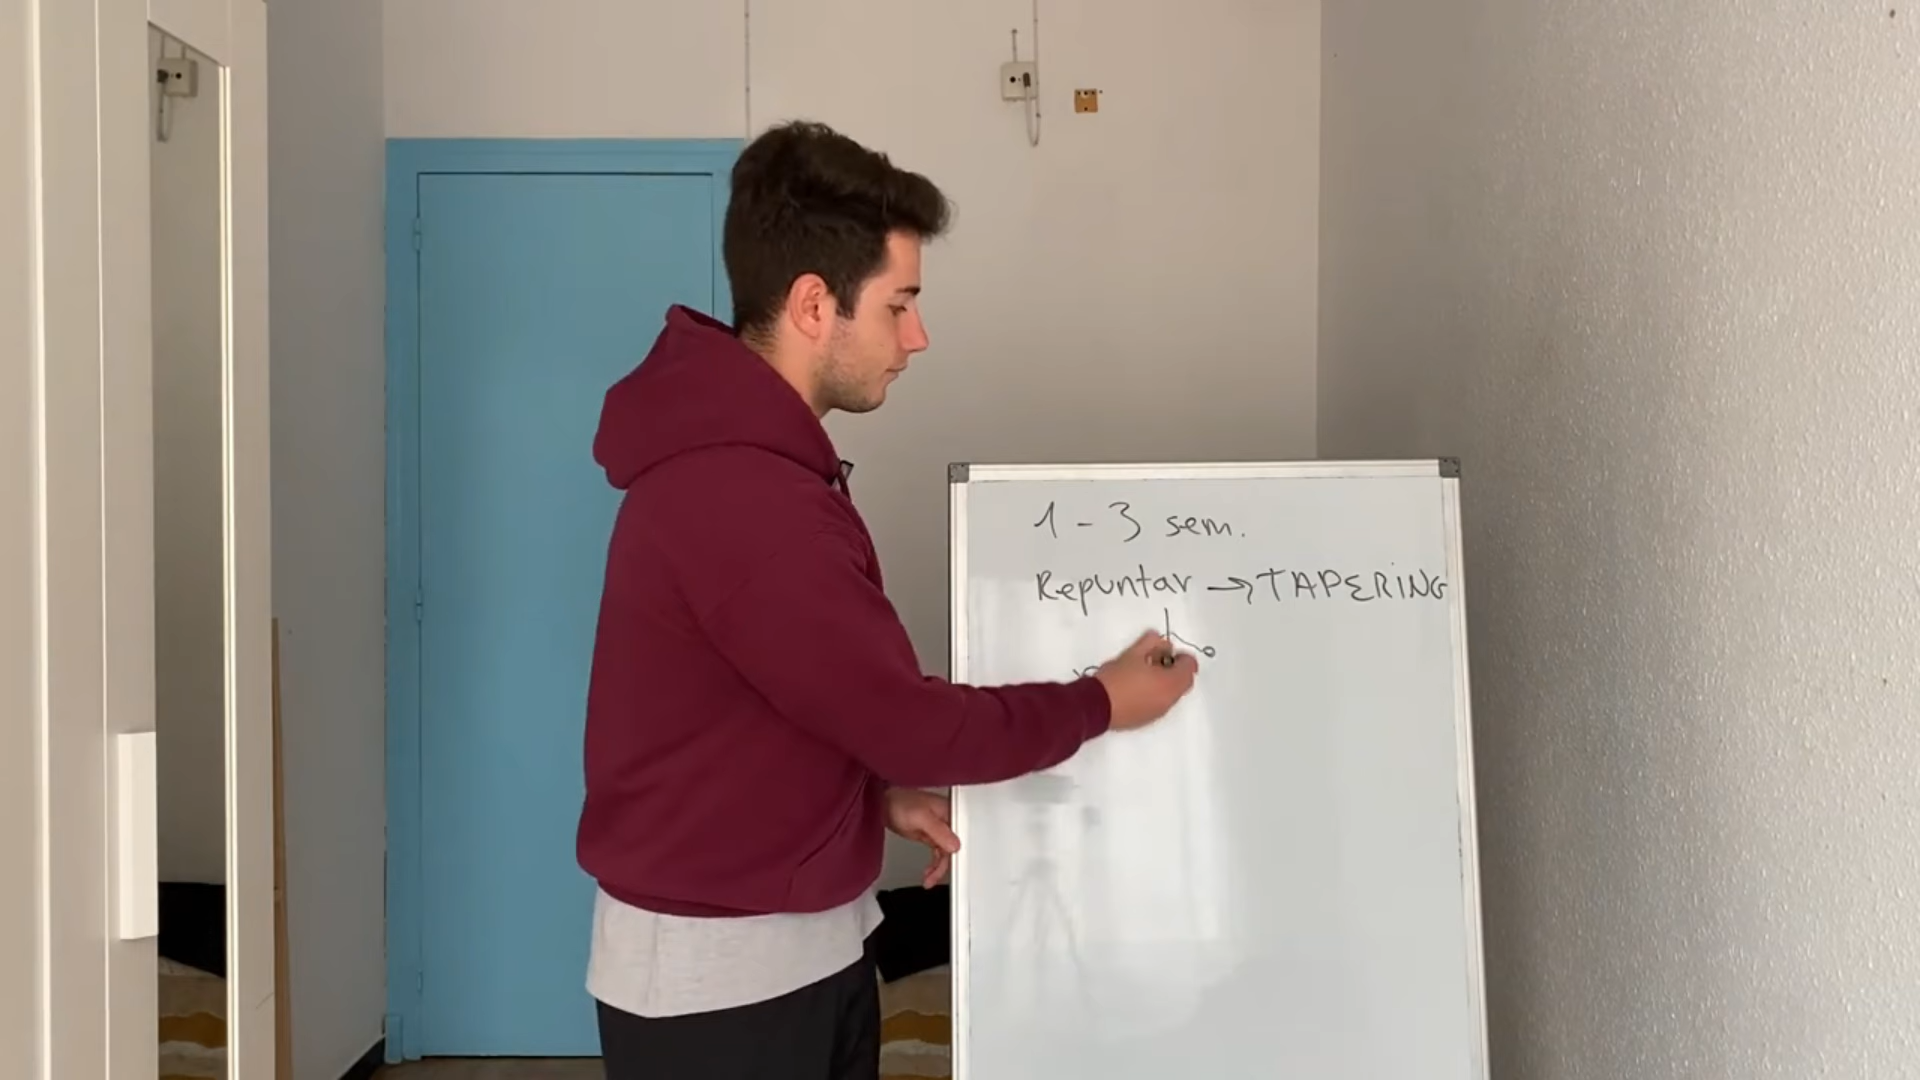 1 - 3 sem.
Repuntar → TAPERING